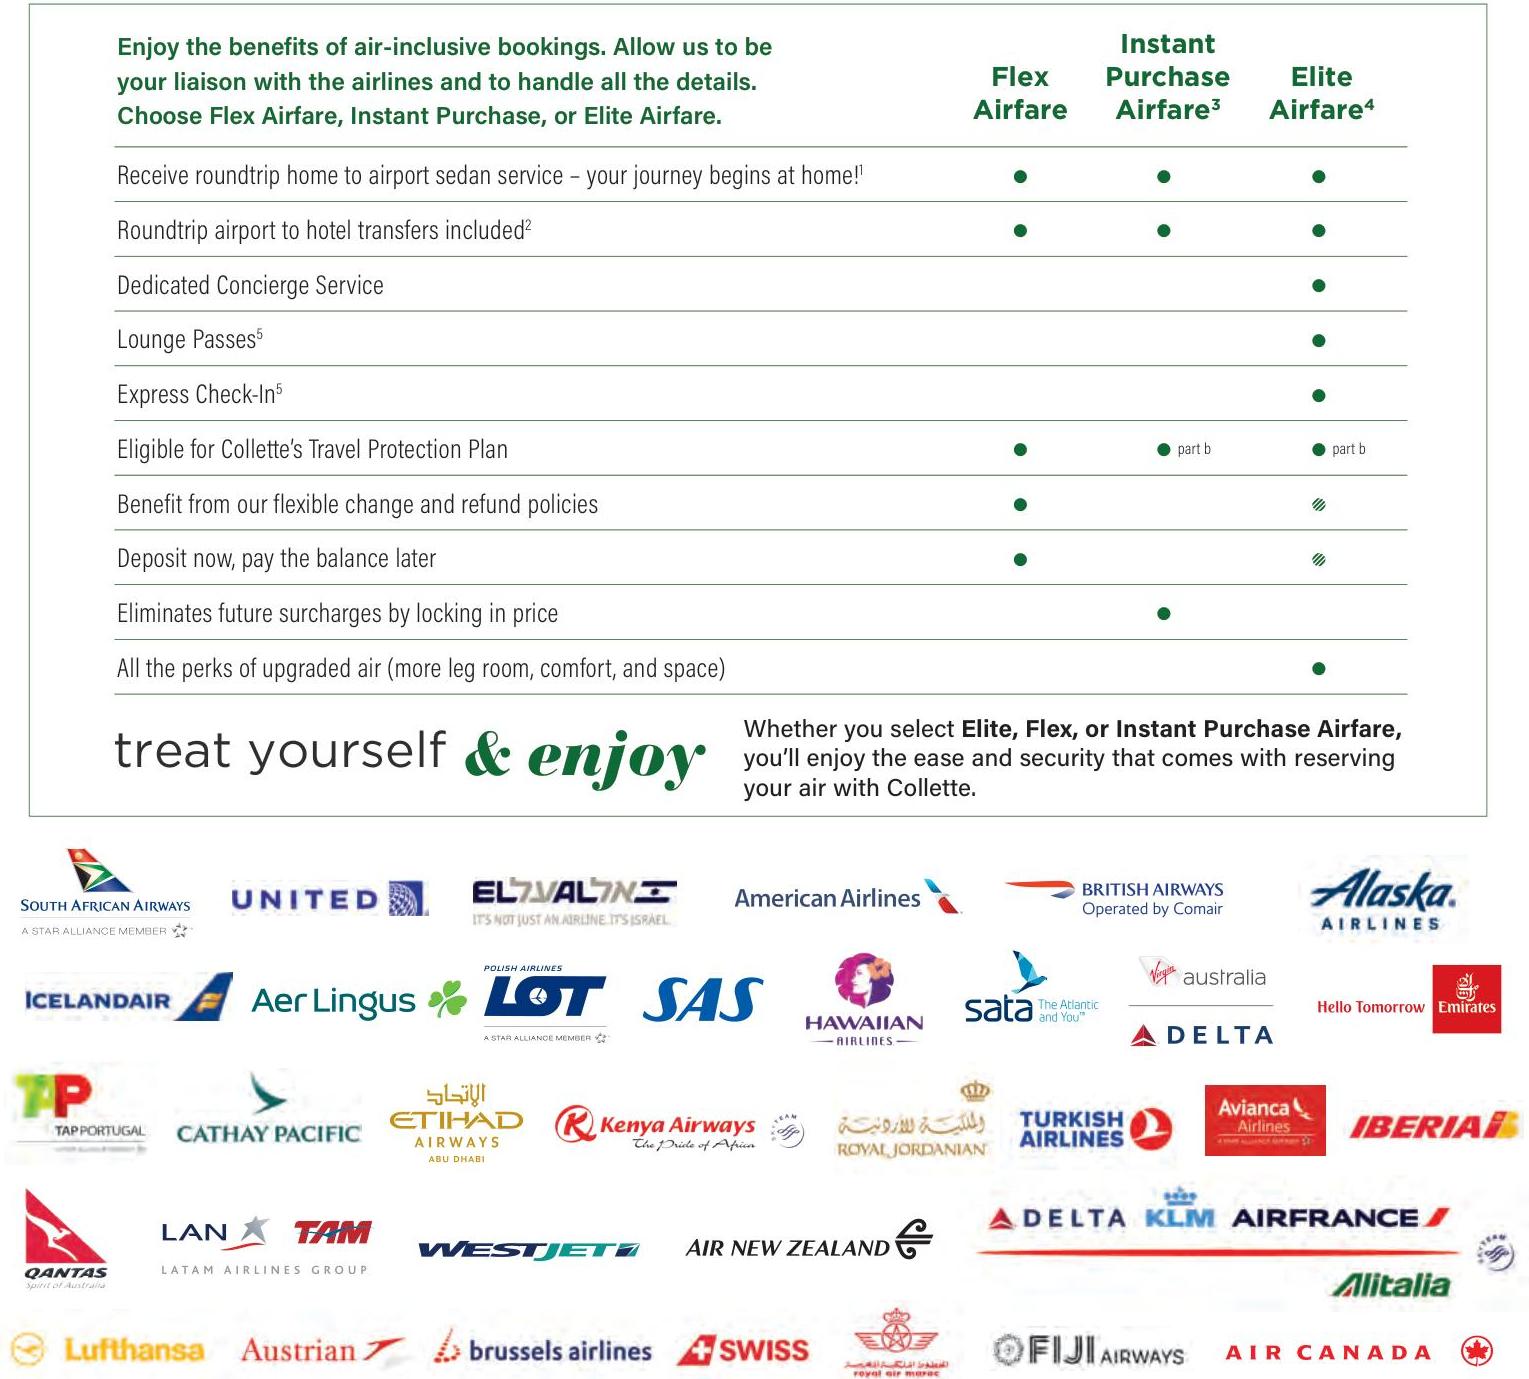 Enjoy the benefits of air-inclusive bookings. Allow us to be
your liaison with the airlines and to handle all the details.
Choose Flex Airfare, Instant Purchase, or Elite Airfare.
Flex
Airfare
Instant
Purchase
Airfare³
Elite
Airfare⁴
Receive roundtrip home to airport sedan service – your journey begins at home!¹
Roundtrip airport to hotel transfers included²
Dedicated Concierge Service
Lounge Passes⁵
Express Check-In⁵
Eligible for Collette's Travel Protection Plan ● ● part b ● part b
Benefit from our flexible change and refund policies
Deposit now, pay the balance later
Eliminates future surcharges by locking in price
All the perks of upgraded air (more leg room, comfort, and space)
treat yourself & enjoy
Whether you select Elite, Flex, or Instant Purchase Airfare,
you'll enjoy the ease and security that comes with reserving
your air with Collette.
SOUTH AFRICAN AIRWAYS
A STAR ALLIANCE MEMBER
UNITED
EL AL אל על
IT'S NOT JUST AN AIRLINE. IT'S ISRAEL.
American Airlines
BRITISH AIRWAYS
Operated by Comair
Alaska
AIRLINES
ICELANDAIR
Aer Lingus
POLISH AIRLINES
LOT
A STAR ALLIANCE MEMBER
SAS
HAWAIIAN
AIRLINES
sata The Atlantic
and You™
Virgin australia
DELTA
Hello Tomorrow Emirates
TAP
TAP PORTUGAL
CATHAY PACIFIC
الإتحاد
ETIHAD
AIRWAYS
ABU DHABI
Kenya Airways
The Pride of Africa
SKYTEAM
الملكية الأردنية
ROYAL JORDANIAN
TURKISH
AIRLINES
Avianca
Airlines
A STAR ALLIANCE MEMBER
IBERIA
QANTAS
Spirit of Australia
LAN TAM
LATAM AIRLINES GROUP
WESTJET
AIR NEW ZEALAND
DELTA KLM AIRFRANCE
SKYTEAM
Alitalia
Lufthansa
Austrian
brussels airlines
SWISS
royal air maroc
FIJI AIRWAYS
AIR CANADA